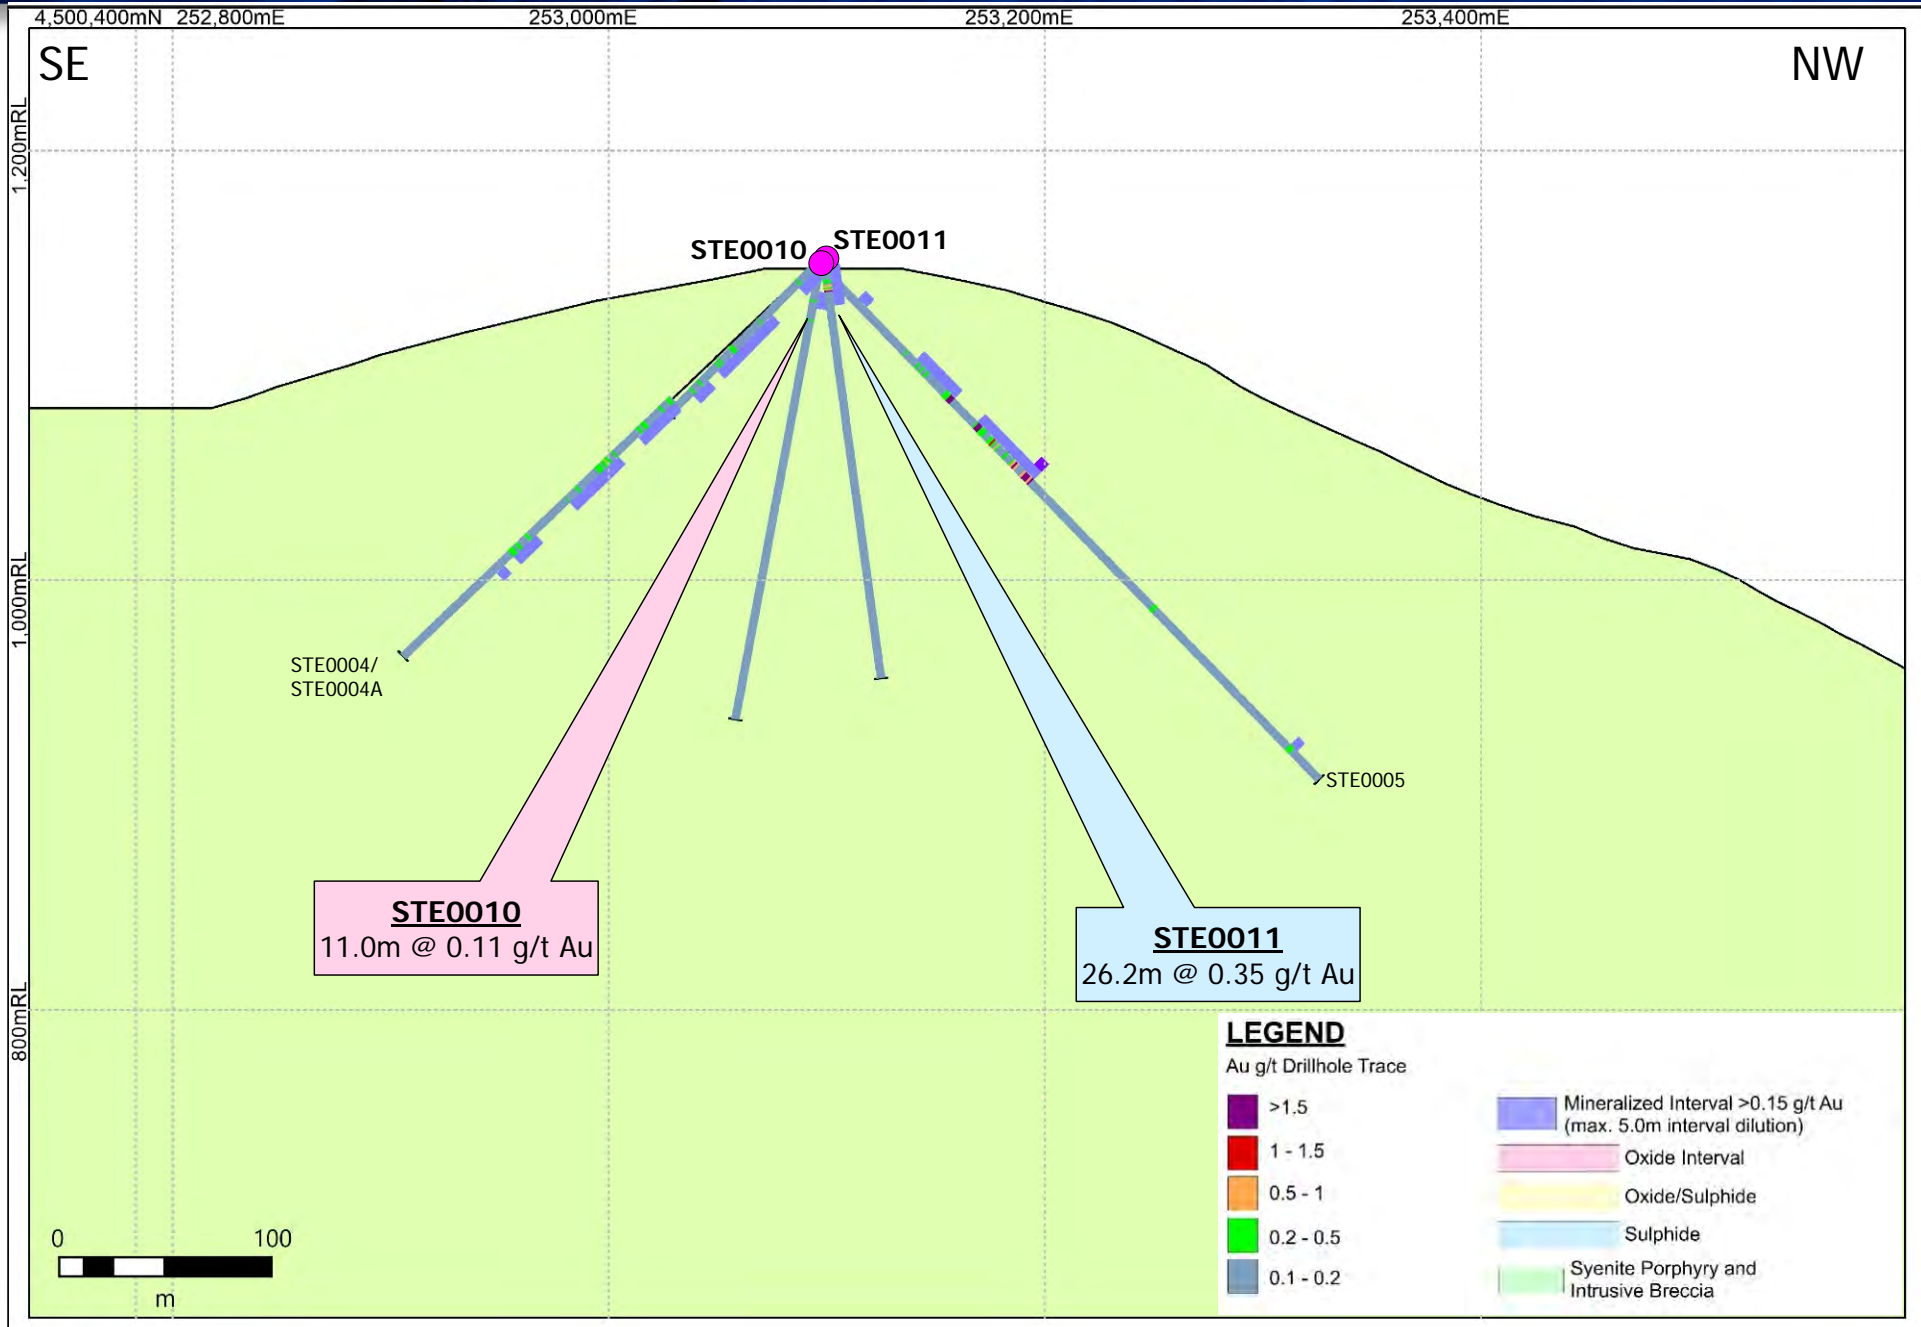 4,500,400mN 252,800mE 253,000mE 253,200mE 253,400mE
SE
NW
1,200mRL
STE0010
STE0011
1,000mRL
STE0004/
STE0004A
STE0005
STE0010
11.0m @ 0.11 g/t Au
STE0011
26.2m @ 0.35 g/t Au
800mRL
LEGEND
Au g/t Drillhole Trace
>1.5
1 - 1.5
0.5 - 1
0.2 - 0.5
0.1 - 0.2
Mineralized Interval >0.15 g/t Au
(max. 5.0m interval dilution)
Oxide Interval
Oxide/Sulphide
Sulphide
Syenite Porphyry and
Intrusive Breccia
0 100
m